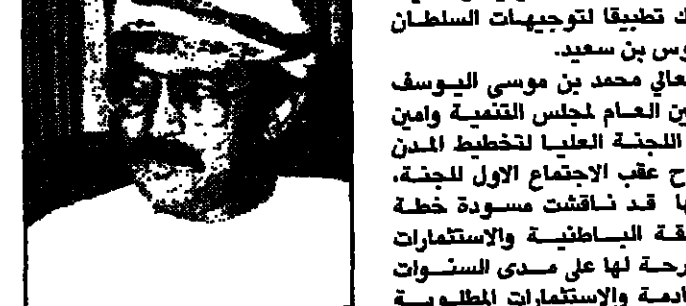 تطبيقا لتوجيهات السلطان
بن سعيد.
محمد بن موسى اليوسف
العام لمجلس التنمية وامين
اللجنة العليا لتخطيط المدن
عقب الاجتماع الاول للجنة.
قد ناقشت مسودة خطة
الباطنية والاستثمارات
لها على مدى السنوات
والإستثمارات المطلوبة